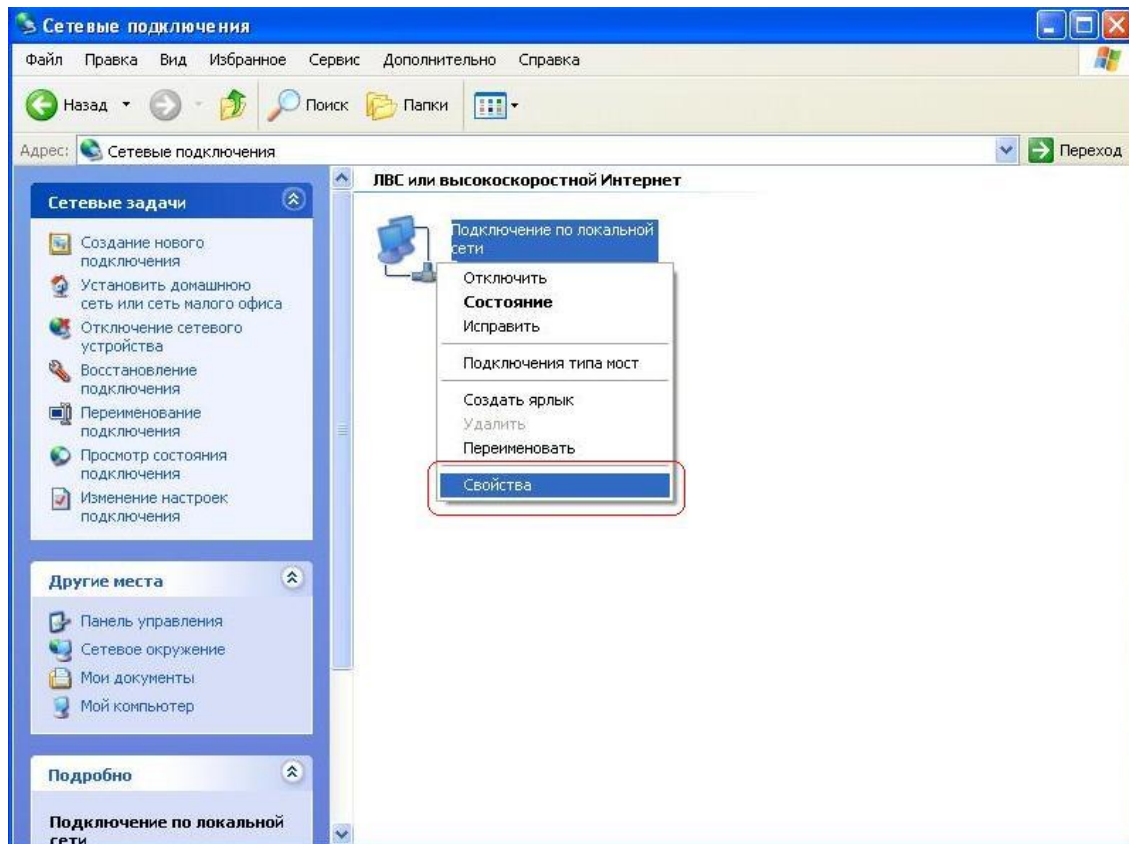 Сетевые подключения
Файл Правка Вид Избранное Сервис Дополнительно Справка
Назад Поиск Папки
Адрес: Сетевые подключения Переход
Сетевые задачи
Создание нового
подключения
Установить домашнюю
сеть или сеть малого офиса
Отключение сетевого
устройства
Восстановление
подключения
Переименование
подключения
Просмотр состояния
подключения
Изменение настроек
подключения
Другие места
Панель управления
Сетевое окружение
Мои документы
Мой компьютер
Подробно
Подключение по локальной
сети
ЛВС или высокоскоростной Интернет
Подключение по локальной
сети
Отключить
Состояние
Исправить
Подключения типа мост
Создать ярлык
Удалить
Переименовать
Свойства